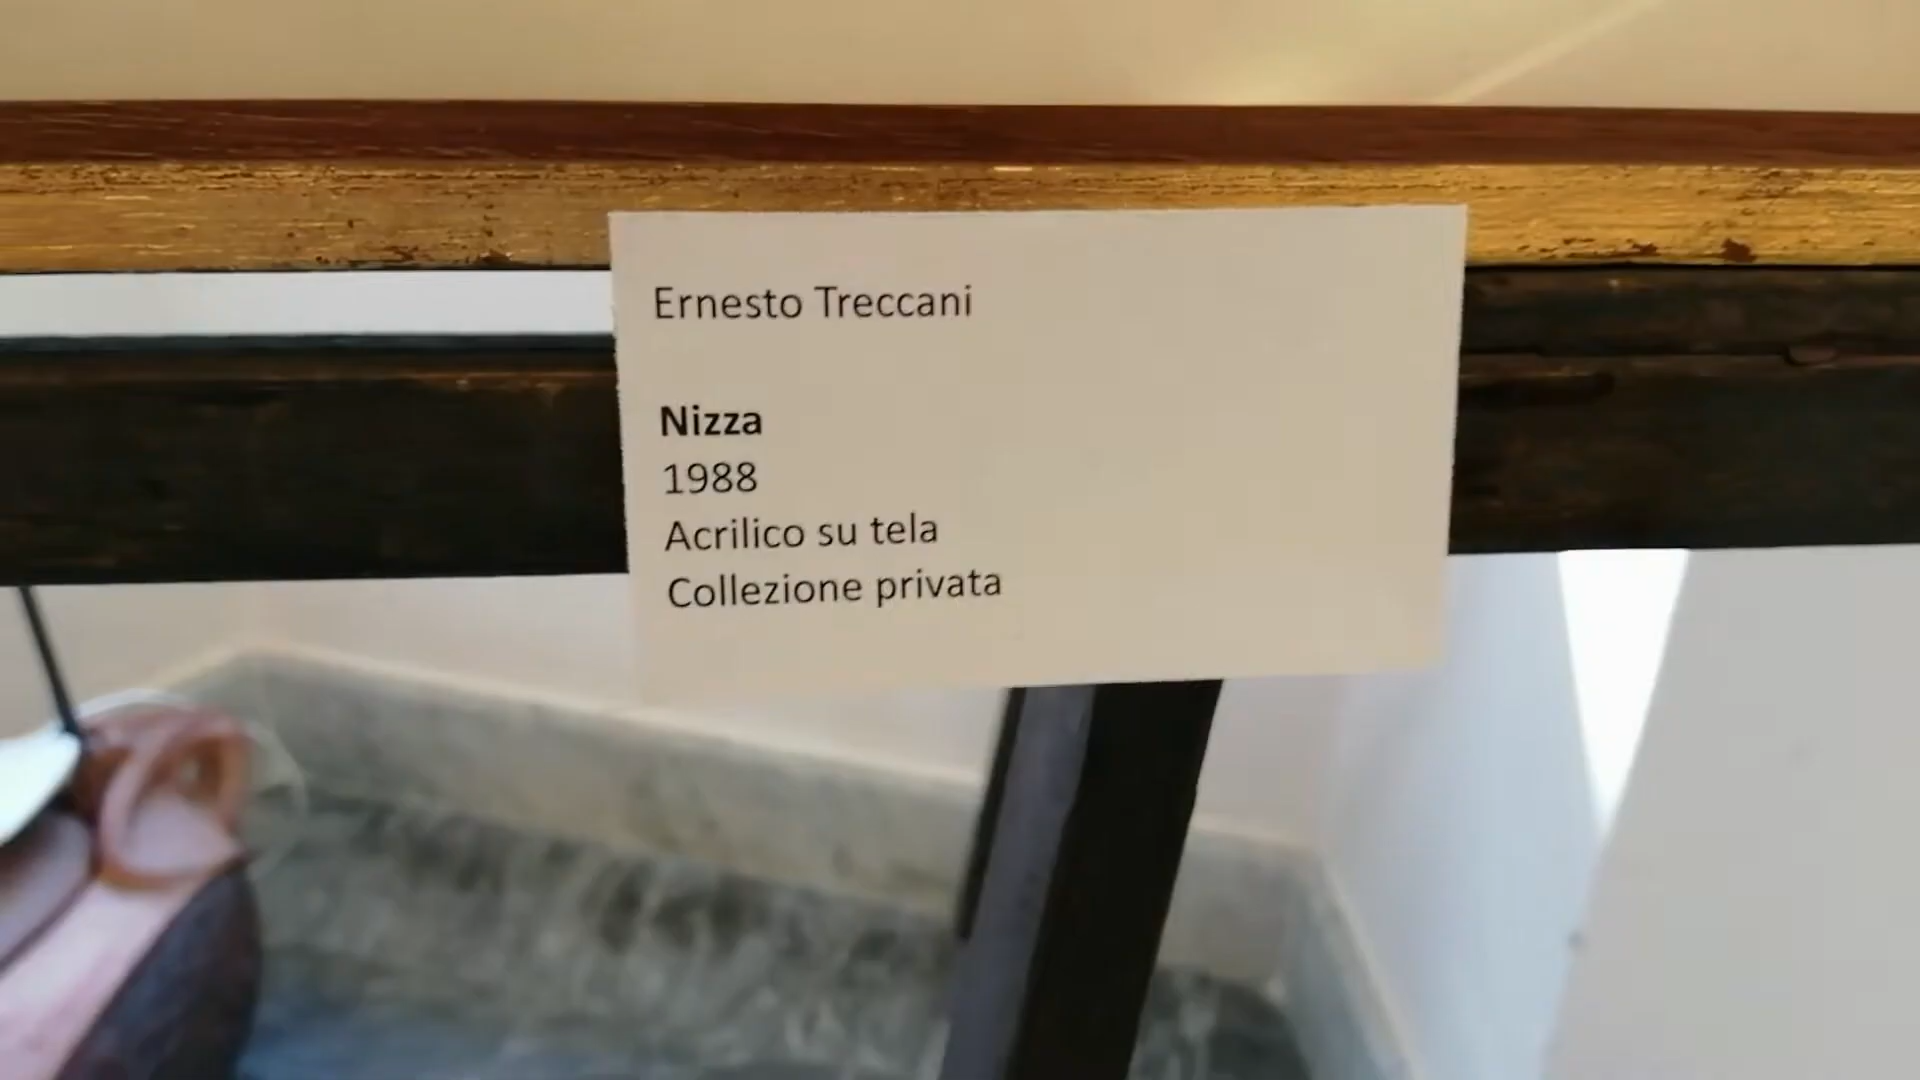 Ernesto Treccani
Nizza
1988
Acrilico su tela
Collezione privata